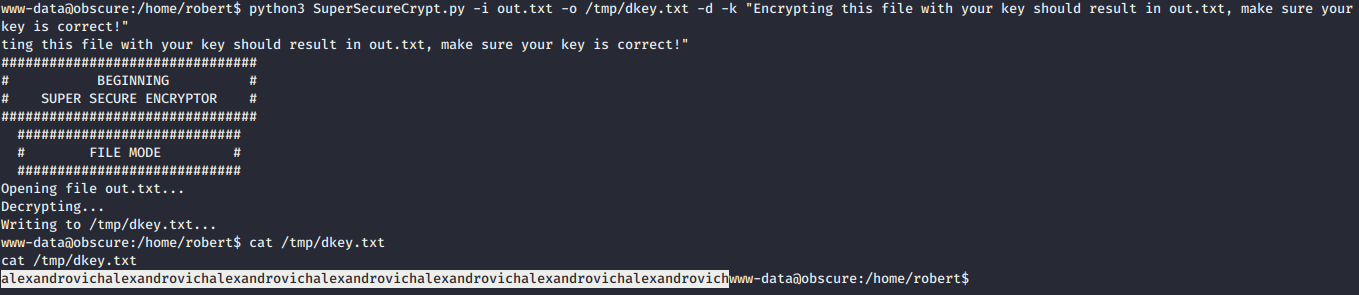 www-data@obscure:/home/robert$ python3 SuperSecureCrypt.py -i out.txt -o /tmp/dkey.txt -d -k "Encrypting this file with your key should result in out.txt, make sure your
key is correct!"
ting this file with your key should result in out.txt, make sure your key is correct!"
################################
#           BEGINNING          #
#    SUPER SECURE ENCRYPTOR    #
################################
  ############################
  #        FILE MODE         #
  ############################
Opening file out.txt...
Decrypting...
Writing to /tmp/dkey.txt...
www-data@obscure:/home/robert$ cat /tmp/dkey.txt
cat /tmp/dkey.txt
alexandrovichalexandrovichalexandrovichalexandrovichalexandrovichalexandrovichalexandrovichwww-data@obscure:/home/robert$